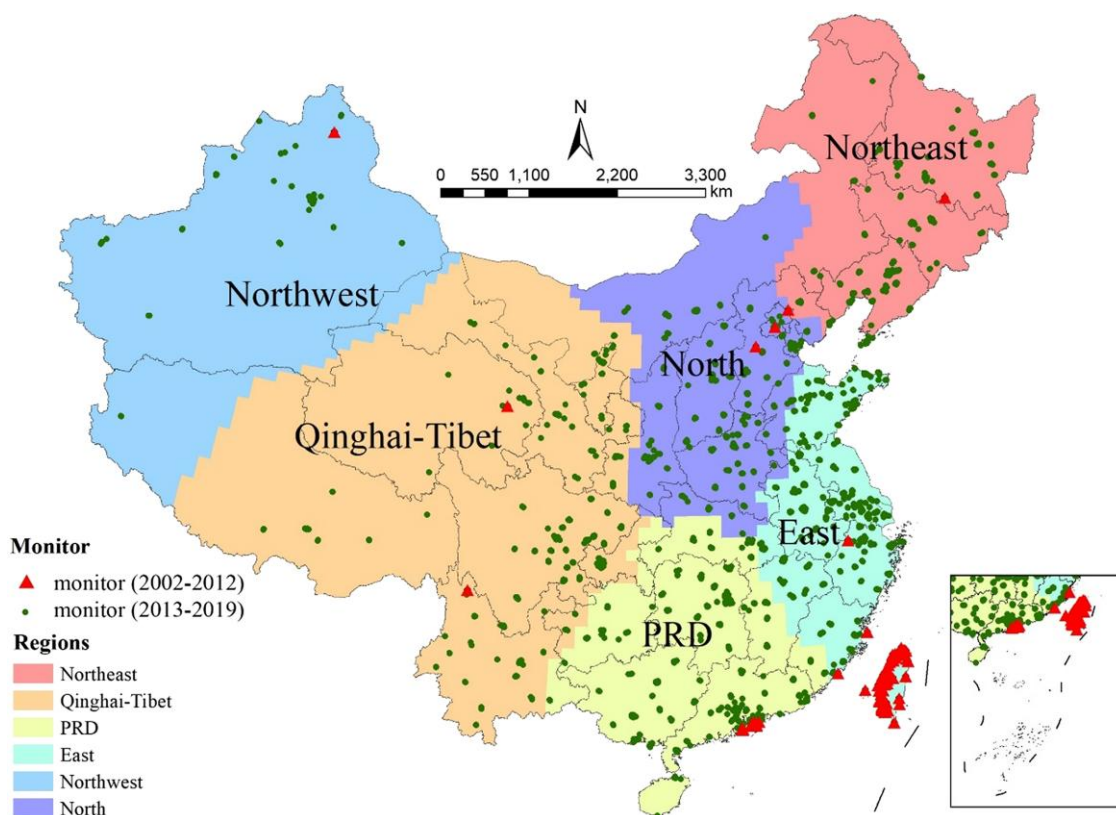 N
0 550 1,100 2,200 3,300
km
Northeast
Northwest
North
Qinghai-Tibet
East
PRD
Monitor
monitor (2002-2012)
monitor (2013-2019)
Regions
Northeast
Qinghai-Tibet
PRD
East
Northwest
North